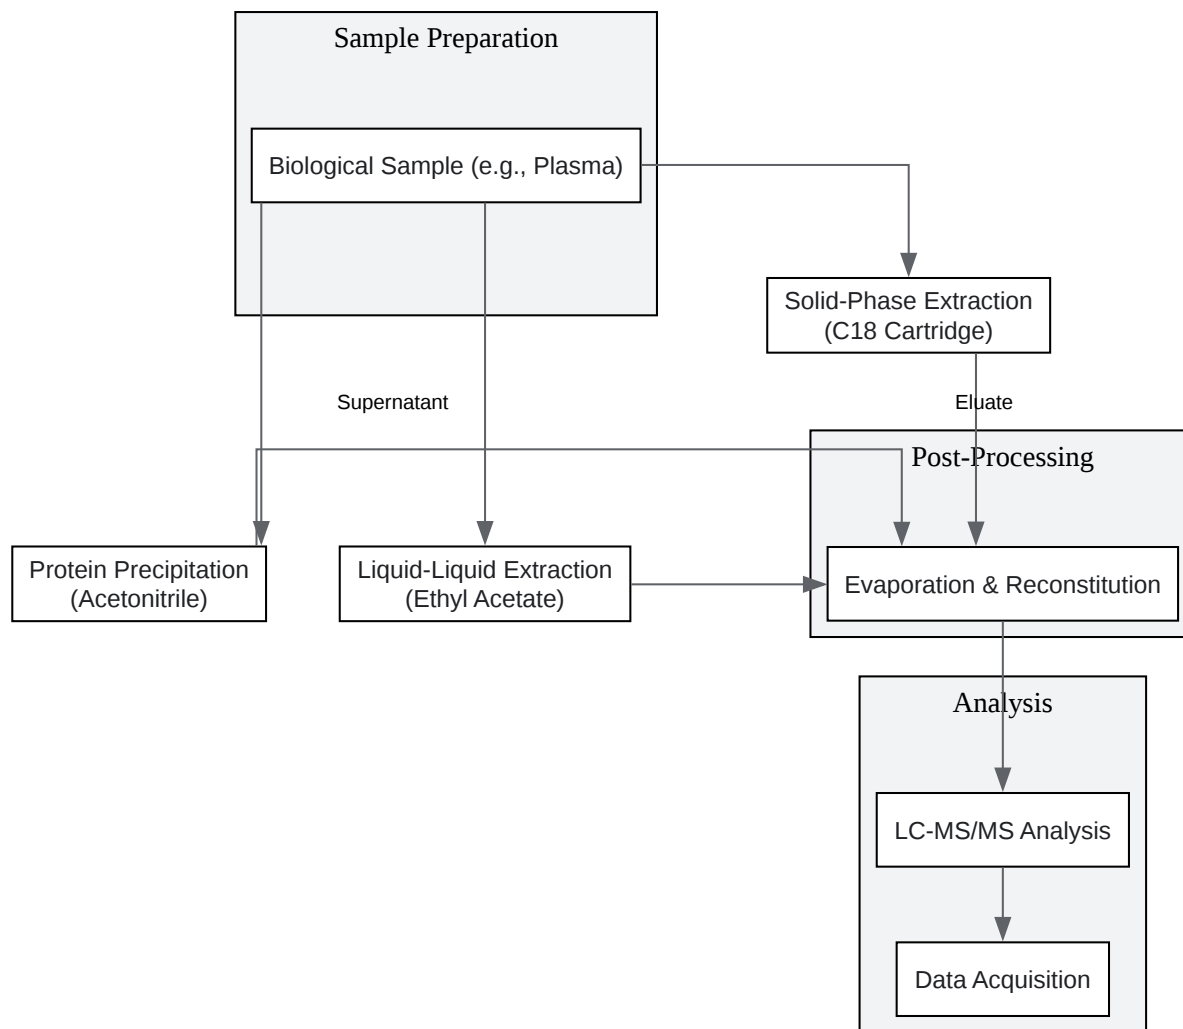 Sample Preparation
Biological Sample (e.g., Plasma)
Solid-Phase Extraction
(C18 Cartridge)
Supernatant
Eluate
Post-Processing
Protein Precipitation
(Acetonitrile)
Liquid-Liquid Extraction
(Ethyl Acetate)
Evaporation & Reconstitution
Analysis
LC-MS/MS Analysis
Data Acquisition